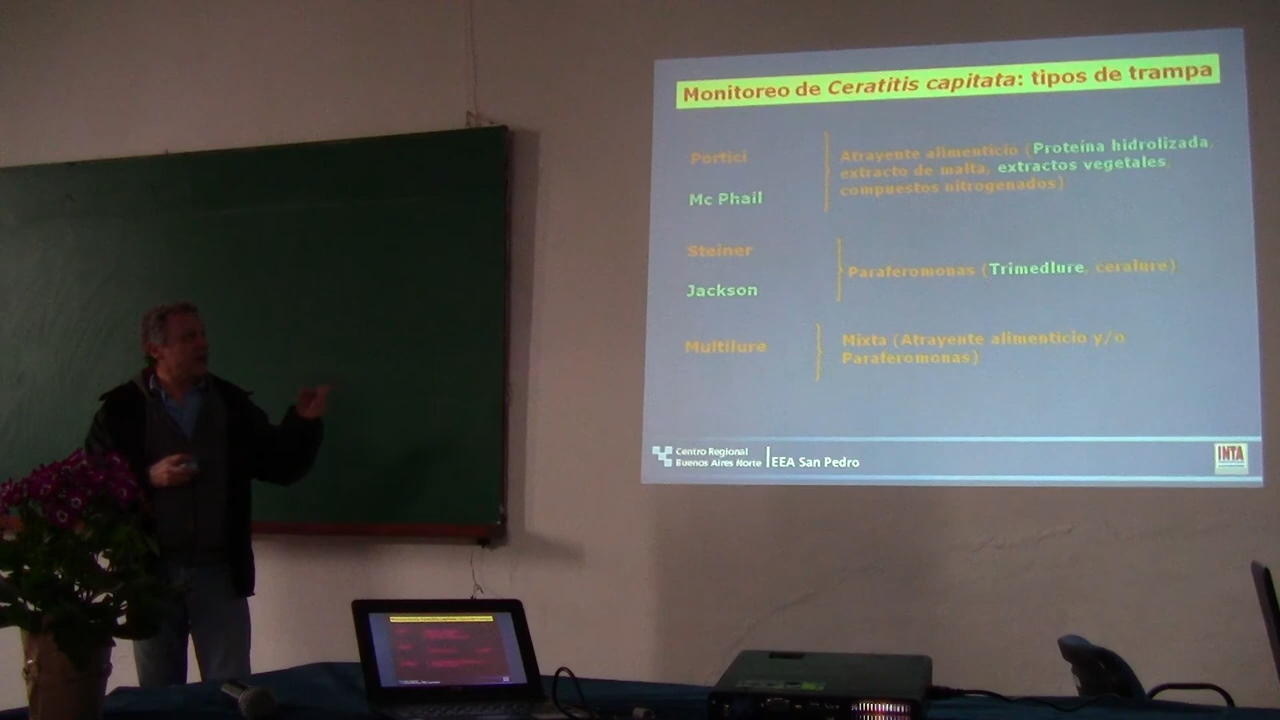 Monitoreo de Ceratitis capitata: tipos de trampa
Portici
Mc Phail
Atrayente alimenticio (Proteína hidrolizada,
extracto de malta, extractos vegetales,
compuestos nitrogenados)
Steiner
Jackson
Paraferomonas (Trimedlure, ceralure)
Multilure
Mixta (Atrayente alimenticio y/o
Paraferomonas)
Centro Regional
Buenos Aires Norte
EEA San Pedro
INTA